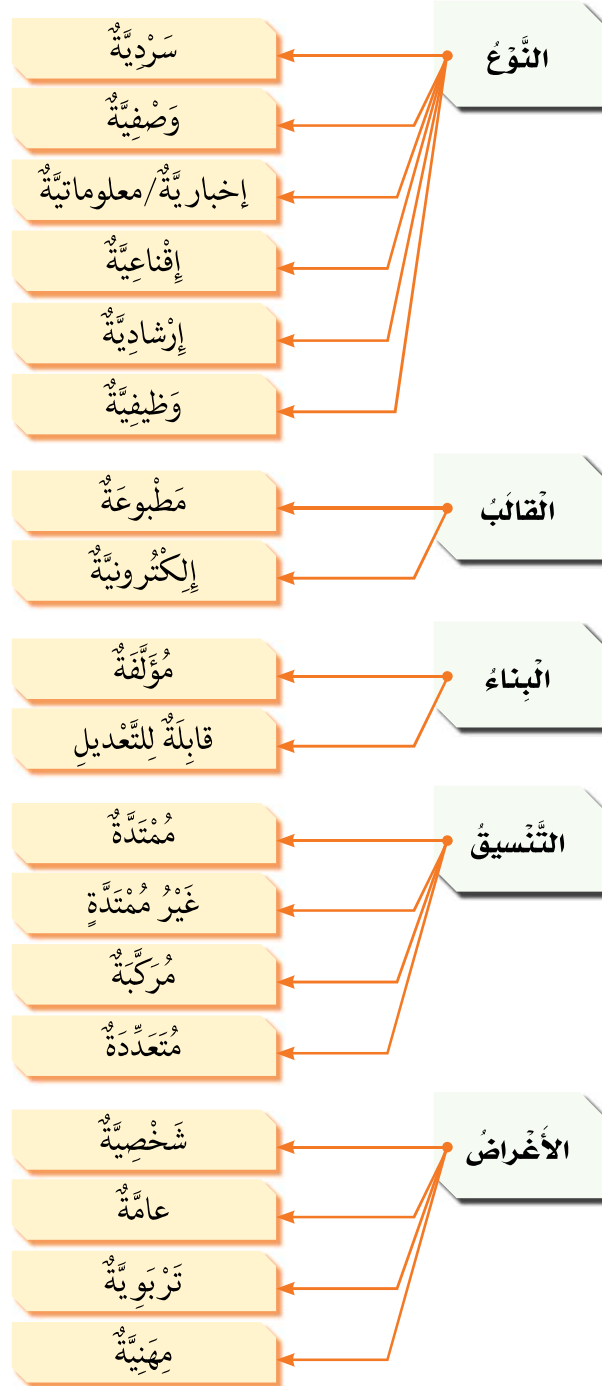 النَّوْعُ
سَرْدِيَّةٌ
وَصْفِيَّةٌ
إخباريَّةٌ/معلوماتيَّةٌ
إِقْناعِيَّةٌ
إِرْشادِيَّةٌ
وَظيفِيَّةٌ
الْقالَبُ
مَطْبوعَةٌ
إِلِكْتُرونيَّةٌ
الْبِناءُ
مُؤَلَّفَةٌ
قابِلَةٌ لِلتَّعْديلِ
التَّنْسيقُ
مُمْتَدَّةٌ
غَيْرُ مُمْتَدَّةٍ
مُرَكَّبَةٌ
مُتَعَدِّدَةٌ
الأَغْراضُ
شَخْصِيَّةٌ
عامَّةٌ
تَرْبَوِيَّةٌ
مِهَنِيَّةٌ